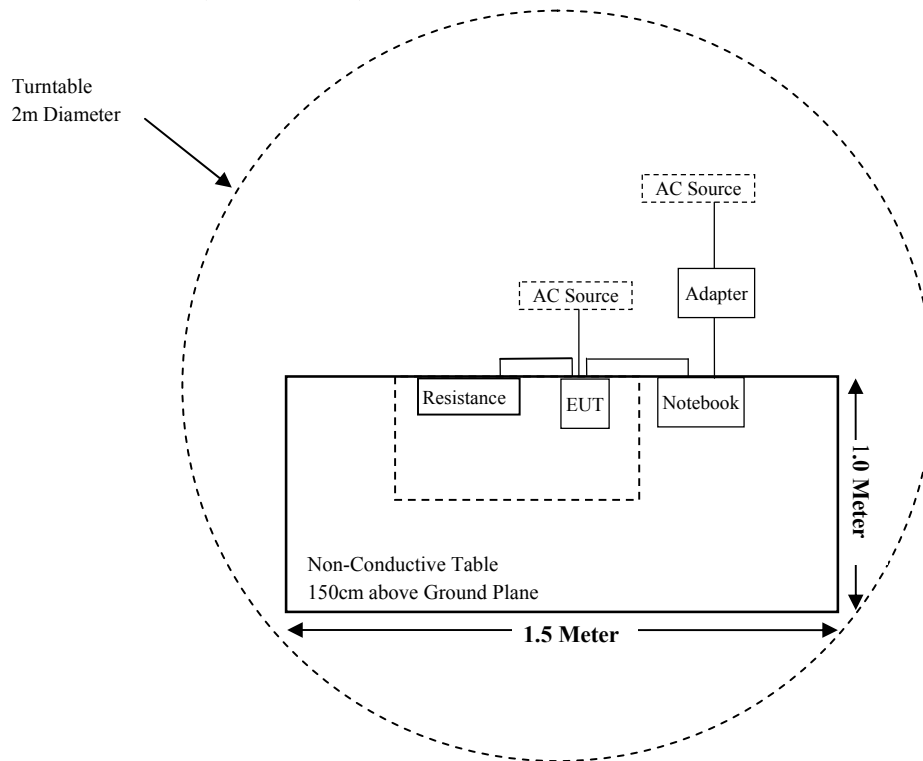 Turntable
2m Diameter
AC Source
AC Source
Adapter
Resistance
EUT
Notebook
1.0 Meter
Non-Conductive Table
150cm above Ground Plane
1.5 Meter